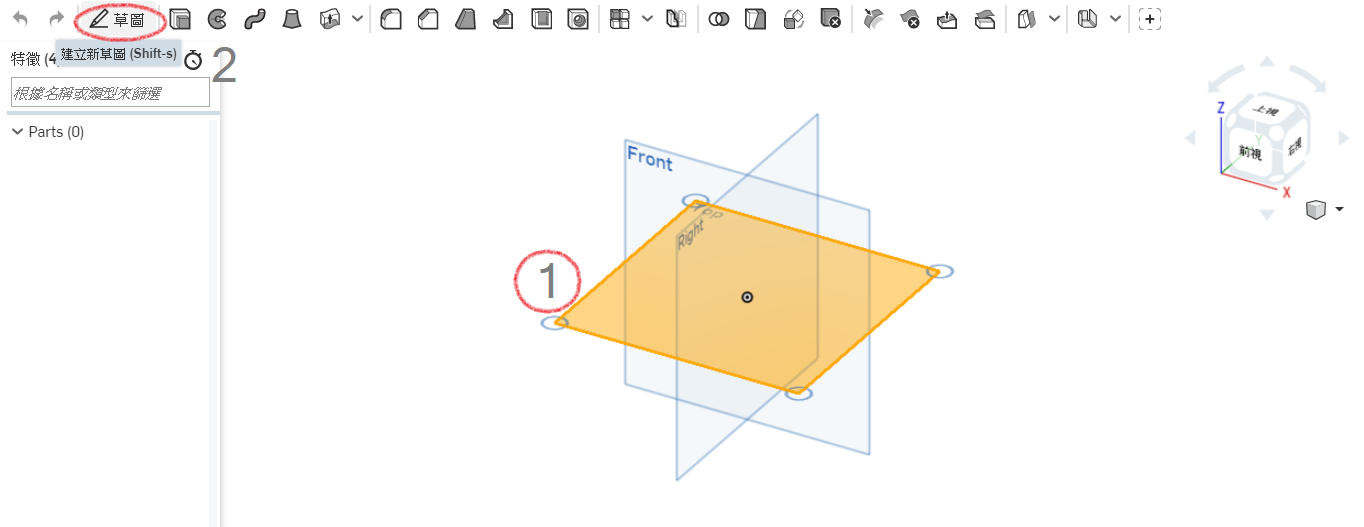 草圖
建立新草圖 (Shift-s)
特徵 (4
2
根據名稱或類型來篩選
Parts (0)
Front
Top
Right
1
Z
上視
Y
前視
右視
X